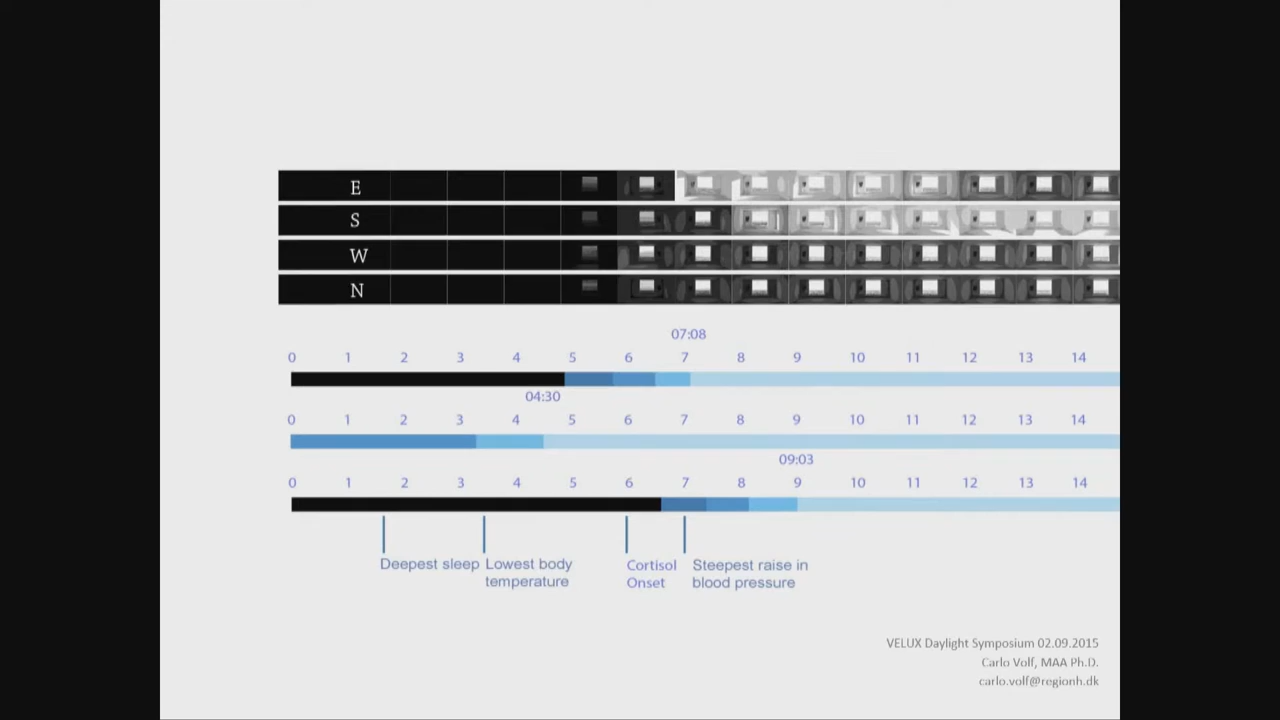 E
S
W
N
07:08
0 1 2 3 4 5 6 7 8 9 10 11 12 13 14
04:30
0 1 2 3 4 5 6 7 8 9 10 11 12 13 14
09:03
0 1 2 3 4 5 6 7 8 9 10 11 12 13 14
Deepest sleep Lowest body Cortisol Steepest raise in
temperature Onset blood pressure
VELUX Daylight Symposium 02.09.2015
Carlo Volf, MAA Ph.D.
carlo.volf@regionh.dk